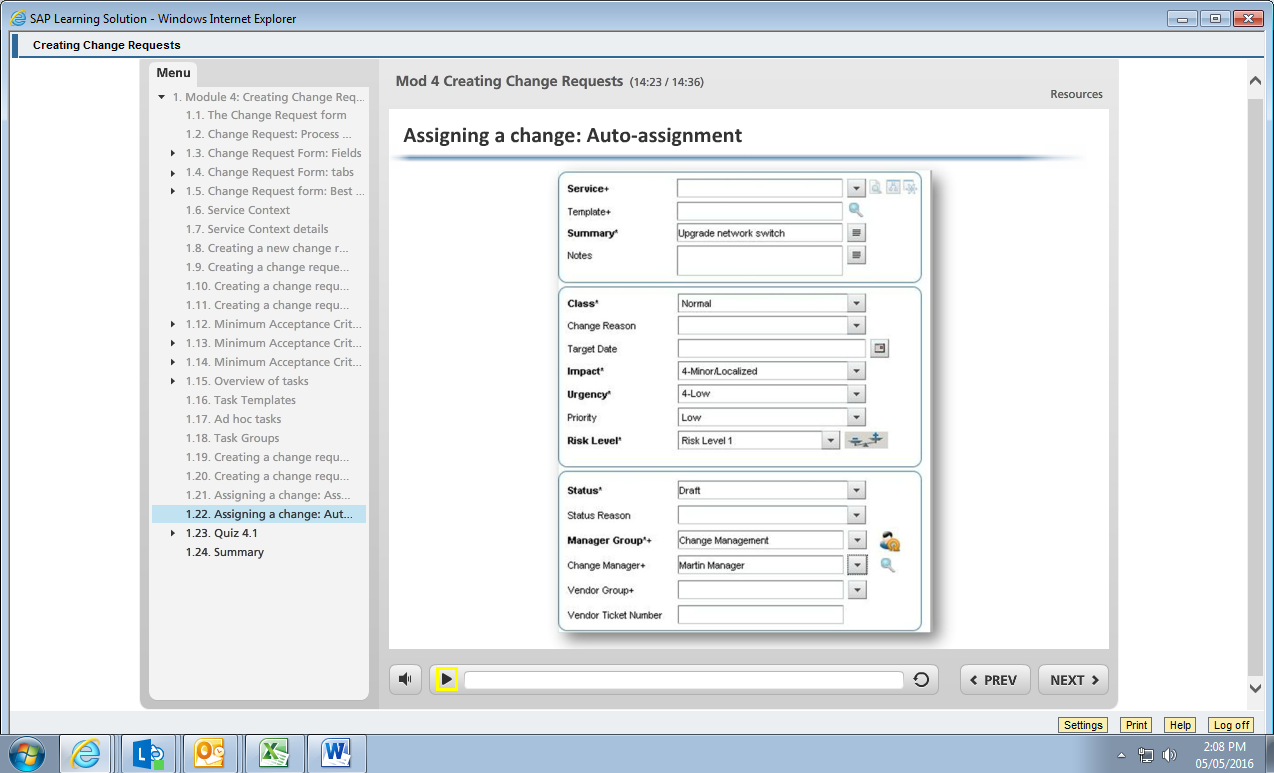 SAP Learning Solution - Windows Internet Explorer
Creating Change Requests
Menu
1. Module 4: Creating Change Req...
1.1. The Change Request form
1.2. Change Request: Process ...
1.3. Change Request Form: Fields
1.4. Change Request Form: tabs
1.5. Change Request form: Best ...
1.6. Service Context
1.7. Service Context details
1.8. Creating a new change r...
1.9. Creating a change reque...
1.10. Creating a change requ...
1.11. Creating a change requ...
1.12. Minimum Acceptance Crit...
1.13. Minimum Acceptance Crit...
1.14. Minimum Acceptance Crit...
1.15. Overview of tasks
1.16. Task Templates
1.17. Ad hoc tasks
1.18. Task Groups
1.19. Creating a change requ...
1.20. Creating a change requ...
1.21. Assigning a change: Ass...
1.22. Assigning a change: Aut...
1.23. Quiz 4.1
1.24. Summary
Mod 4 Creating Change Requests (14:23 / 14:36)
Resources
Assigning a change: Auto-assignment
Service+
Template+
Summary* Upgrade network switch
Notes
Class* Normal
Change Reason
Target Date
Impact* 4-Minor/Localized
Urgency* 4-Low
Priority Low
Risk Level* Risk Level 1
Status* Draft
Status Reason
Manager Group*+ Change Management
Change Manager+ Martin Manager
Vendor Group+
Vendor Ticket Number
PREV NEXT
Settings Print Help Log off
2:08 PM
05/05/2016